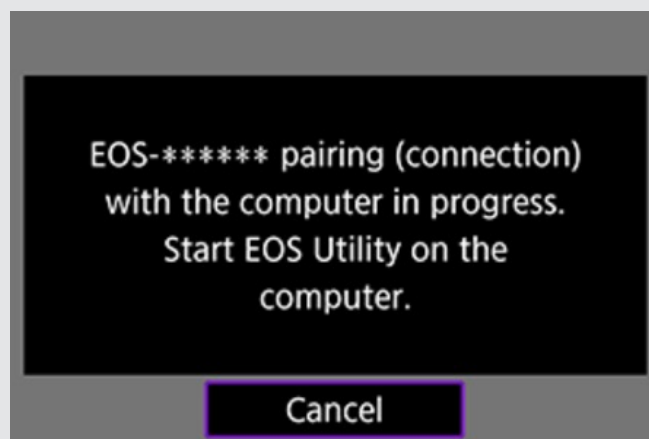 EOS-****** pairing (connection)
with the computer in progress.
Start EOS Utility on the
computer.
Cancel